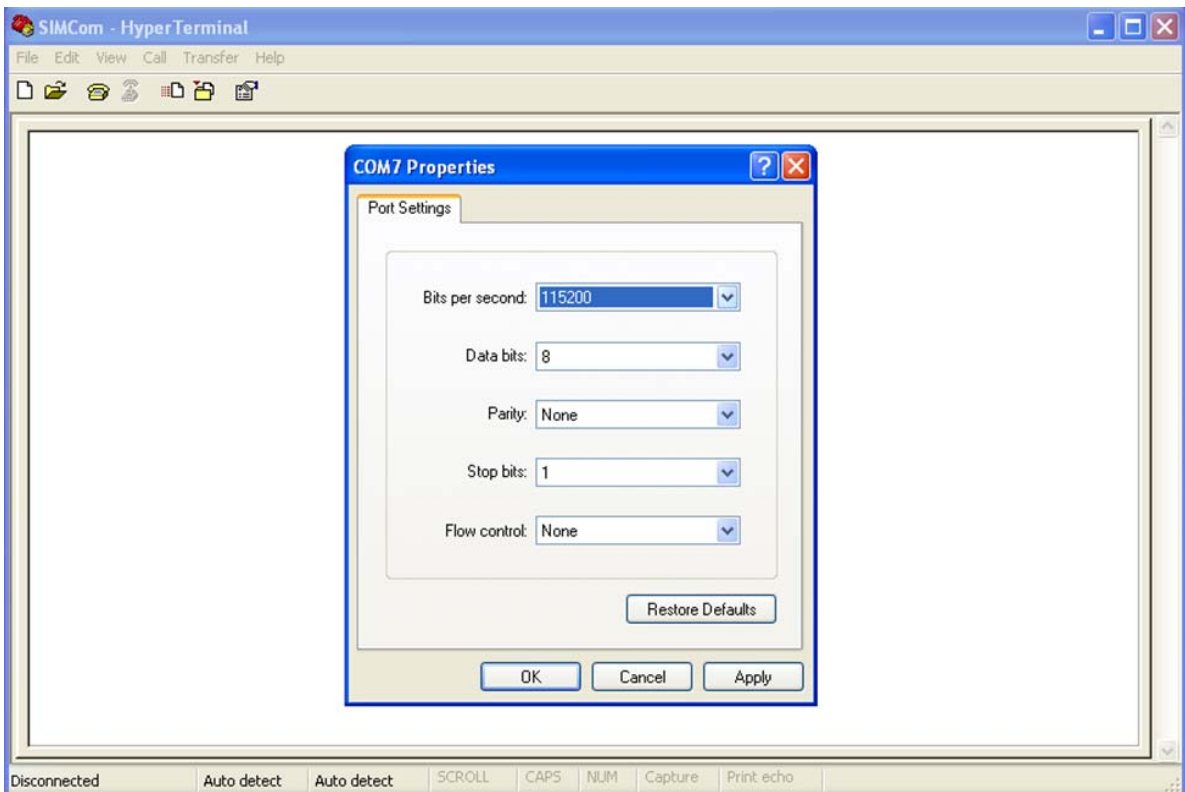 SIMCom - HyperTerminal
File Edit View Call Transfer Help
COM7 Properties
Port Settings
Bits per second: 115200
Data bits: 8
Parity: None
Stop bits: 1
Flow control: None
Restore Defaults
OK Cancel Apply
Disconnected Auto detect Auto detect SCROLL CAPS NUM Capture Print echo